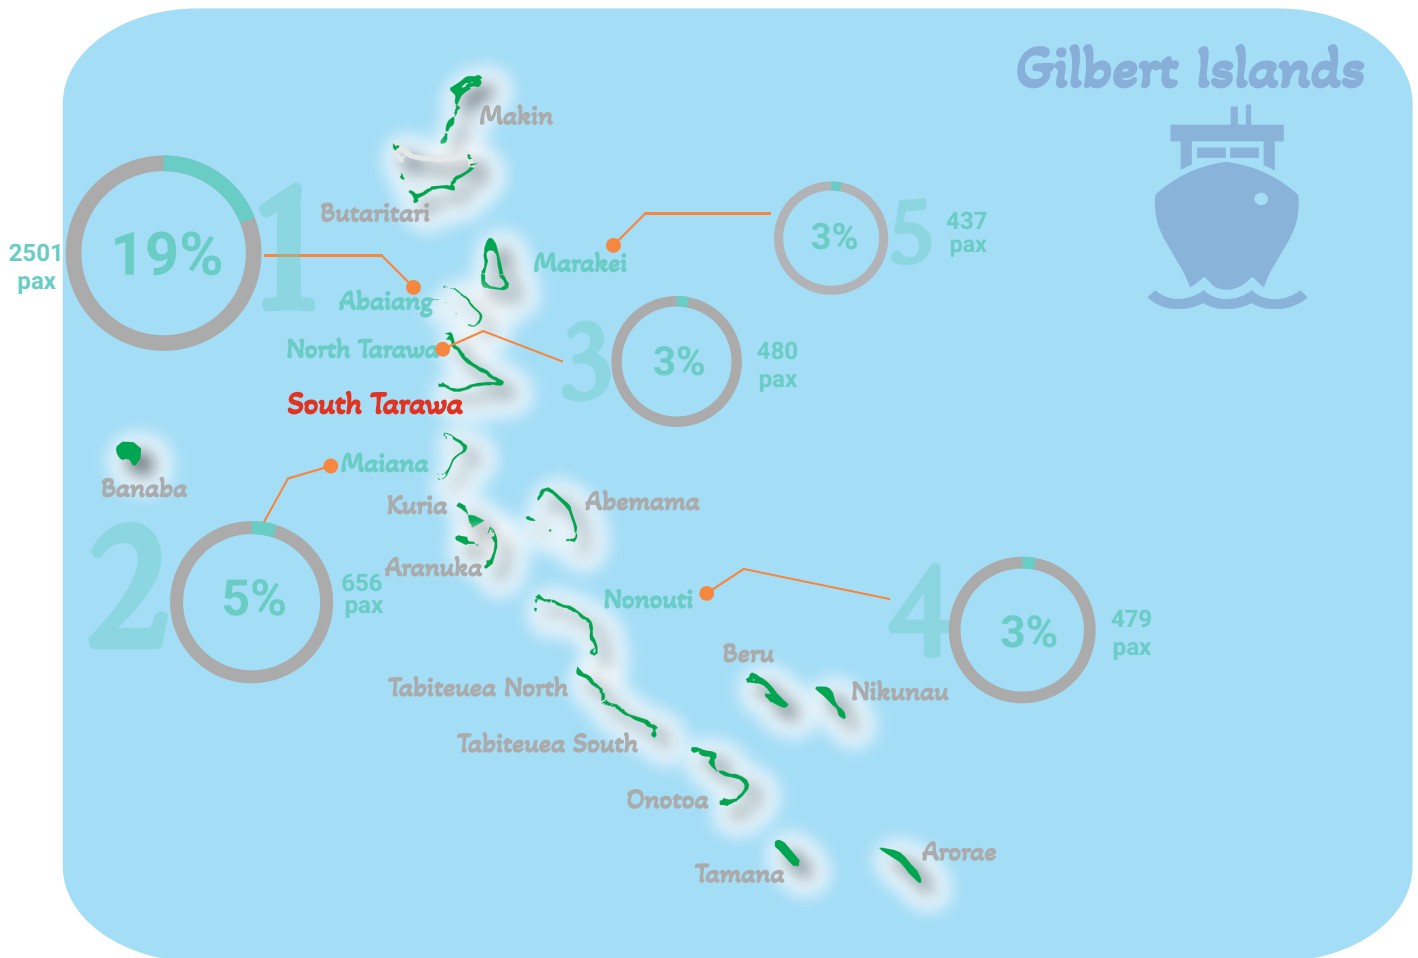 Gilbert Islands
Makin
Butaritari
19%
1
2501
pax
Marakei
3%
5
437
pax
Abaiang
North Tarawa
3
3%
480
pax
South Tarawa
Banaba
Maiana
Kuria
Abemama
Aranuka
2
5%
656
pax
Nonouti
4
3%
479
pax
Beru
Nikunau
Tabiteuea North
Tabiteuea South
Onotoa
Tamana
Arorae